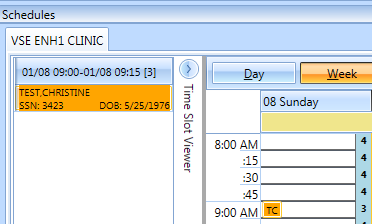 Schedules
VSE ENH1 CLINIC
01/08 09:00-01/08 09:15 [3]
TEST,CHRISTINE
SSN: 3423 DOB: 5/25/1976
Time Slot Viewer
Day Week
08 Sunday
8:00 AM 4
:15 4
:30 4
:45 4
9:00 AM TC 3